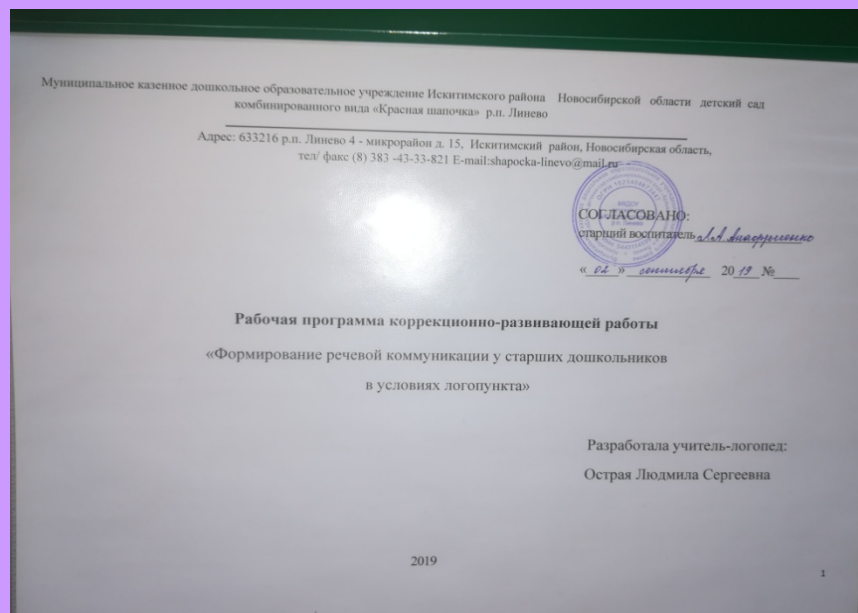 Муниципальное казенное дошкольное образовательное учреждение Искитимского района Новосибирской области детский сад
комбинированного вида «Красная шапочка» р.п. Линево
Адрес: 633216 р.п. Линево 4 - микрорайон д. 15, Искитимский район, Новосибирская область,
тел/ факс (8) 383 -43-33-821 E-mail:shapocka-linevo@mail.ru
СОГЛАСОВАНО:
старший воспитатель Л.А.
« 02 » сентября 20 19 №
Рабочая программа коррекционно-развивающей работы
«Формирование речевой коммуникации у старших дошкольников
в условиях логопункта»
Разработала учитель-логопед:
Острая Людмила Сергеевна
2019
1